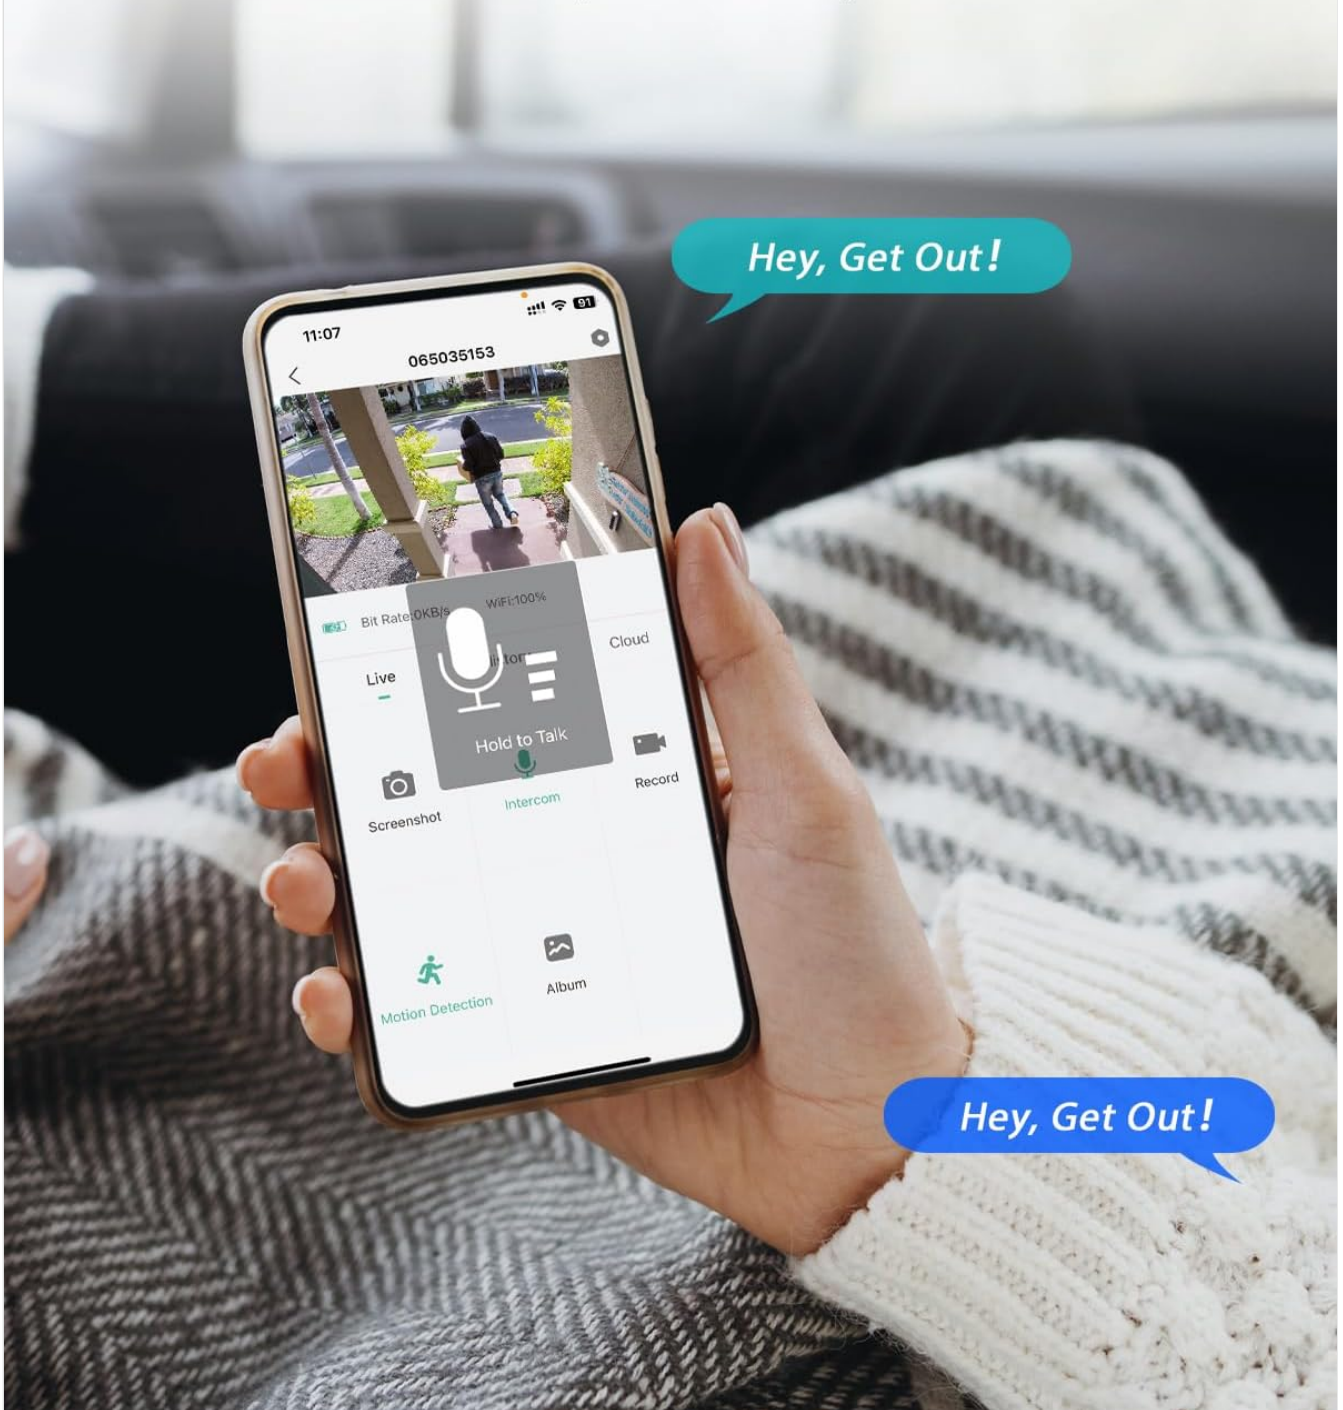 Hey, Get Out!
11:07
91
065035153
Bit Rate:0KB/s
WiFi:100%
Live
Cloud
Hold to Talk
Screenshot
Intercom
Record
Motion Detection
Album
Hey, Get Out!